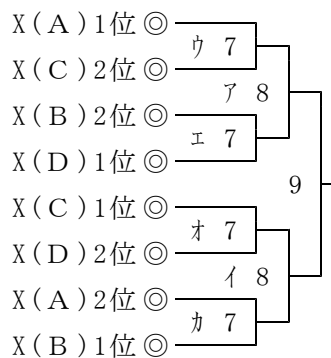 X(A)1位 ◎
ウ 7
X(C)2位 ◎
ア 8
X(B)2位 ◎
エ 7
X(D)1位 ◎
9
X(C)1位 ◎
オ 7
X(D)2位 ◎
イ 8
X(A)2位 ◎
カ 7
X(B)1位 ◎